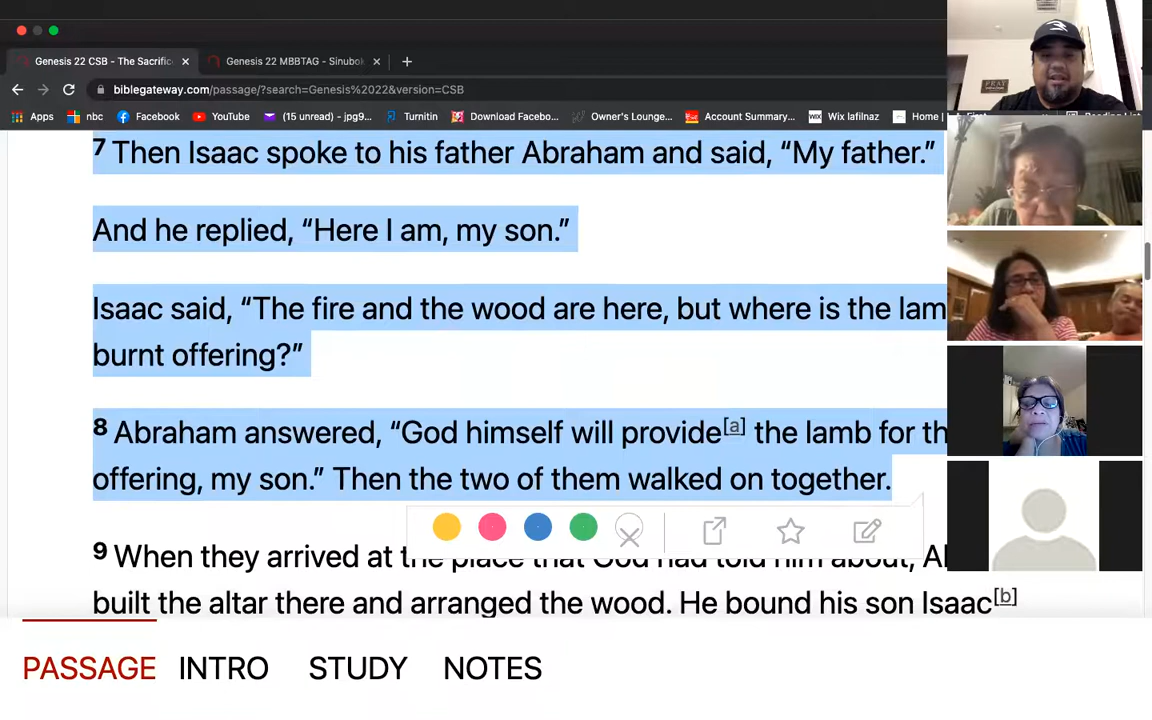 Genesis 22 CSB - The Sacrific
Genesis 22 MBBTAG - Sinubol
biblegateway.com/passage/?search=Genesis%2022&version=CSB
Apps
nbc
Facebook
YouTube
(15 unread) - jpg9...
Turnitin
Download Facebo...
Owner's Lounge...
Account Summary...
Wix lafilnaz
Home |
7 Then Isaac spoke to his father Abraham and said, “My father.”
And he replied, “Here I am, my son.”
Isaac said, “The fire and the wood are here, but where is the lam
burnt offering?”
8 Abraham answered, “God himself will provide[a] the lamb for th
offering, my son.” Then the two of them walked on together.
9 When they arrived at the place that God had told him about, A
built the altar there and arranged the wood. He bound his son Isaac[b]
PASSAGE
INTRO
STUDY
NOTES
PRAY